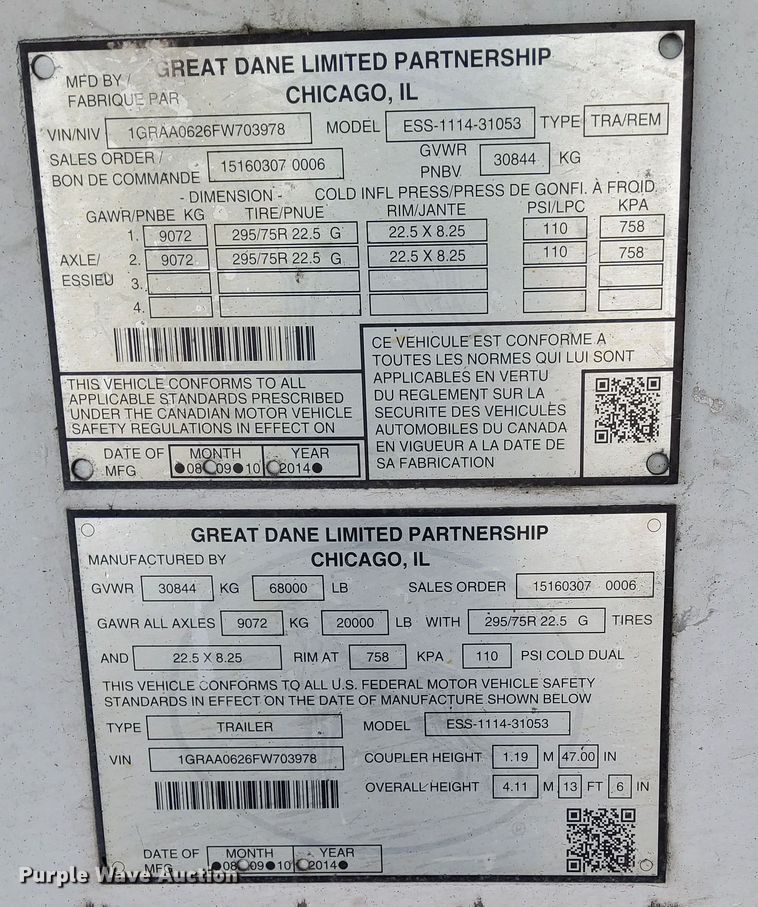 GREAT DANE LIMITED PARTNERSHIP
MFD BY /
FABRIQUE PAR
CHICAGO, IL
VIN/NIV 1GRAA0626FW703978 MODEL ESS-1114-31053 TYPE TRA/REM
SALES ORDER /
BON DE COMMANDE 15160307 0006 GVWR
PNBV 30844 KG
- DIMENSION - COLD INFL PRESS/PRESS DE GONFI. À FROID
GAWR/PNBE KG TIRE/PNUE RIM/JANTE PSI/LPC KPA
1. 9072 295/75R 22.5 G 22.5 X 8.25 110 758
AXLE/
ESSIEU
2. 9072 295/75R 22.5 G 22.5 X 8.25 110 758
3.
4.
THIS VEHICLE CONFORMS TO ALL
APPLICABLE STANDARDS PRESCRIBED
UNDER THE CANADIAN MOTOR VEHICLE
SAFETY REGULATIONS IN EFFECT ON
DATE OF
MFG
MONTH YEAR
08 09 10 2014
CE VEHICULE EST CONFORME A
TOUTES LES NORMES QUI LUI SONT
APPLICABLES EN VERTU
DU REGLEMENT SUR LA
SECURITE DES VEHICULES
AUTOMOBILES DU CANADA
EN VIGUEUR A LA DATE DE
SA FABRICATION
GREAT DANE LIMITED PARTNERSHIP
MANUFACTURED BY CHICAGO, IL
GVWR 30844 KG 68000 LB SALES ORDER 15160307 0006
GAWR ALL AXLES 9072 KG 20000 LB WITH 295/75R 22.5 G TIRES
AND 22.5 X 8.25 RIM AT 758 KPA, 110 PSI COLD DUAL
THIS VEHICLE CONFORMS TO ALL U.S. FEDERAL MOTOR VEHICLE SAFETY
STANDARDS IN EFFECT ON THE DATE OF MANUFACTURE SHOWN BELOW
TYPE TRAILER MODEL ESS-1114-31053
VIN 1GRAA0626FW703978 COUPLER HEIGHT 1.19 M 47.00 IN
OVERALL HEIGHT 4.11 M 13 FT 6 IN
DATE OF
MFG
MONTH YEAR
08 09 10 2014
Purple Wave Auction